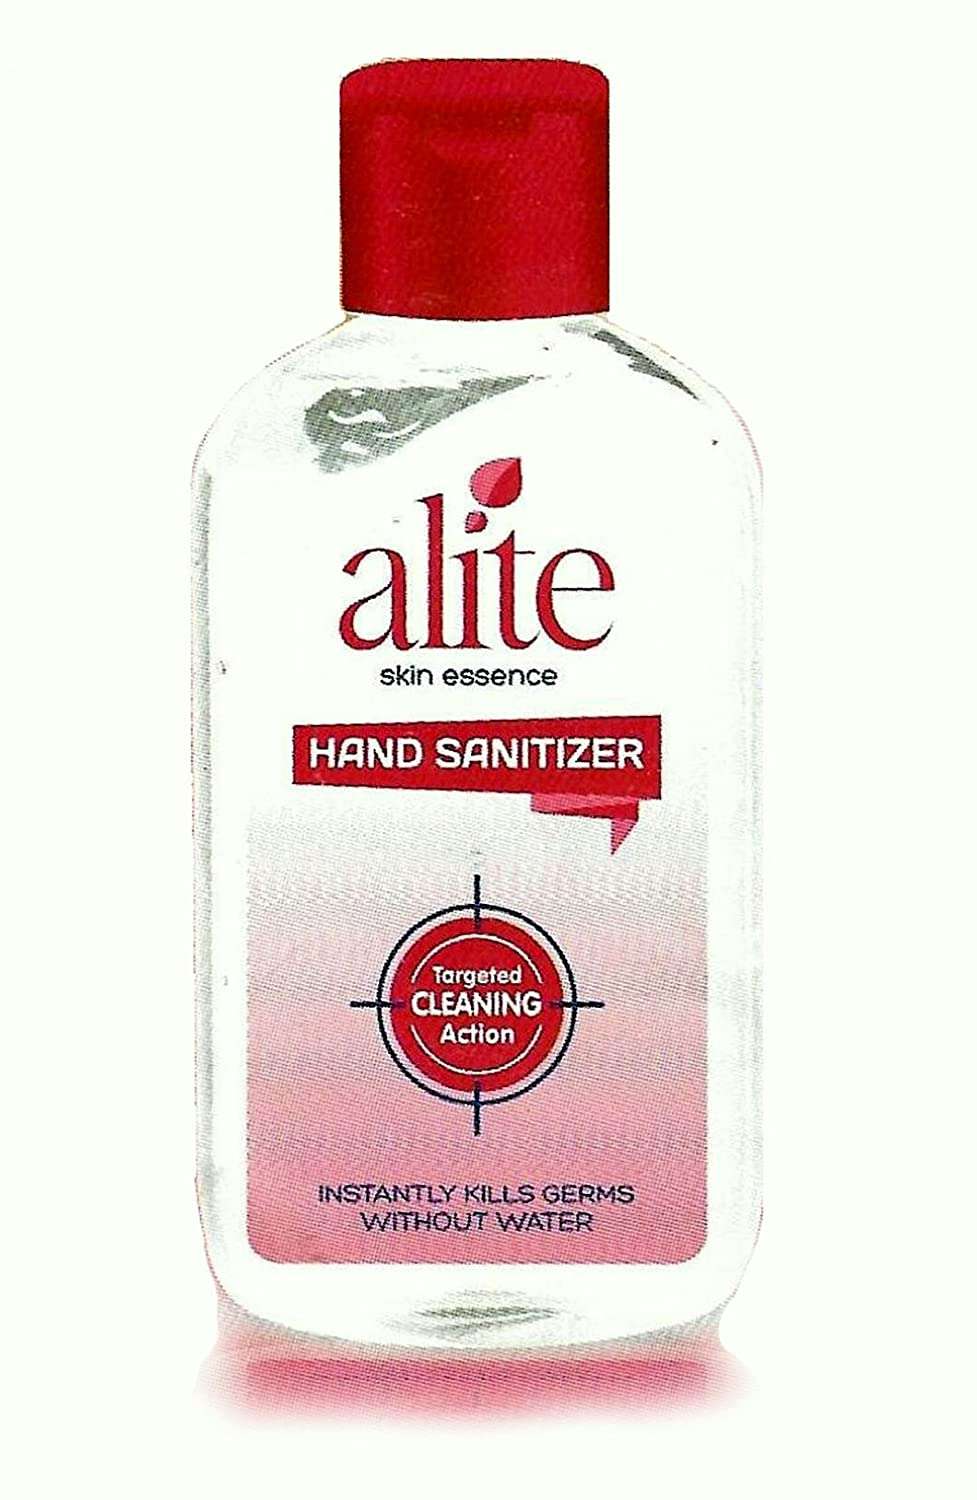 alite
skin essence
HAND SANITIZER
Targeted
CLEANING
Action
INSTANTLY KILLS GERMS
WITHOUT WATER